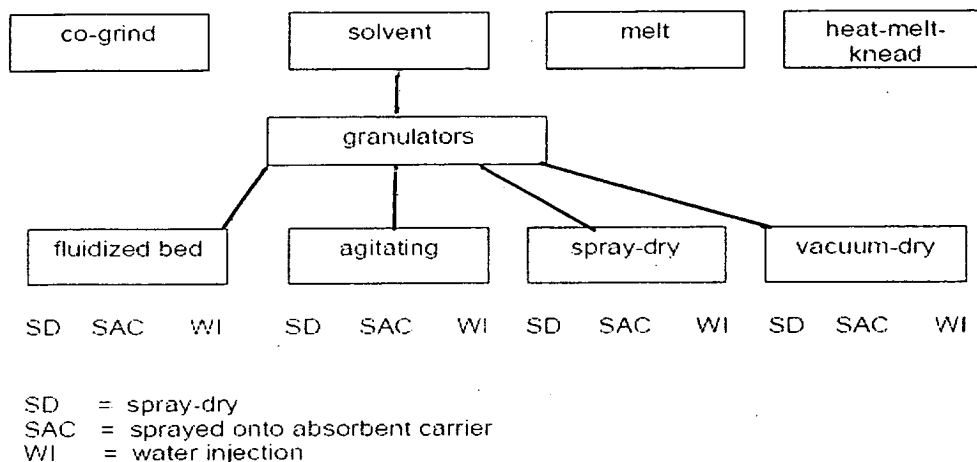 co-grind solvent melt heat-melt-
knead
granulators
fluidized bed agitating spray-dry vacuum-dry
SD SAC WI SD SAC WI SD SAC WI SD SAC WI
SD = spray-dry
SAC = sprayed onto absorbent carrier
WI = water injection